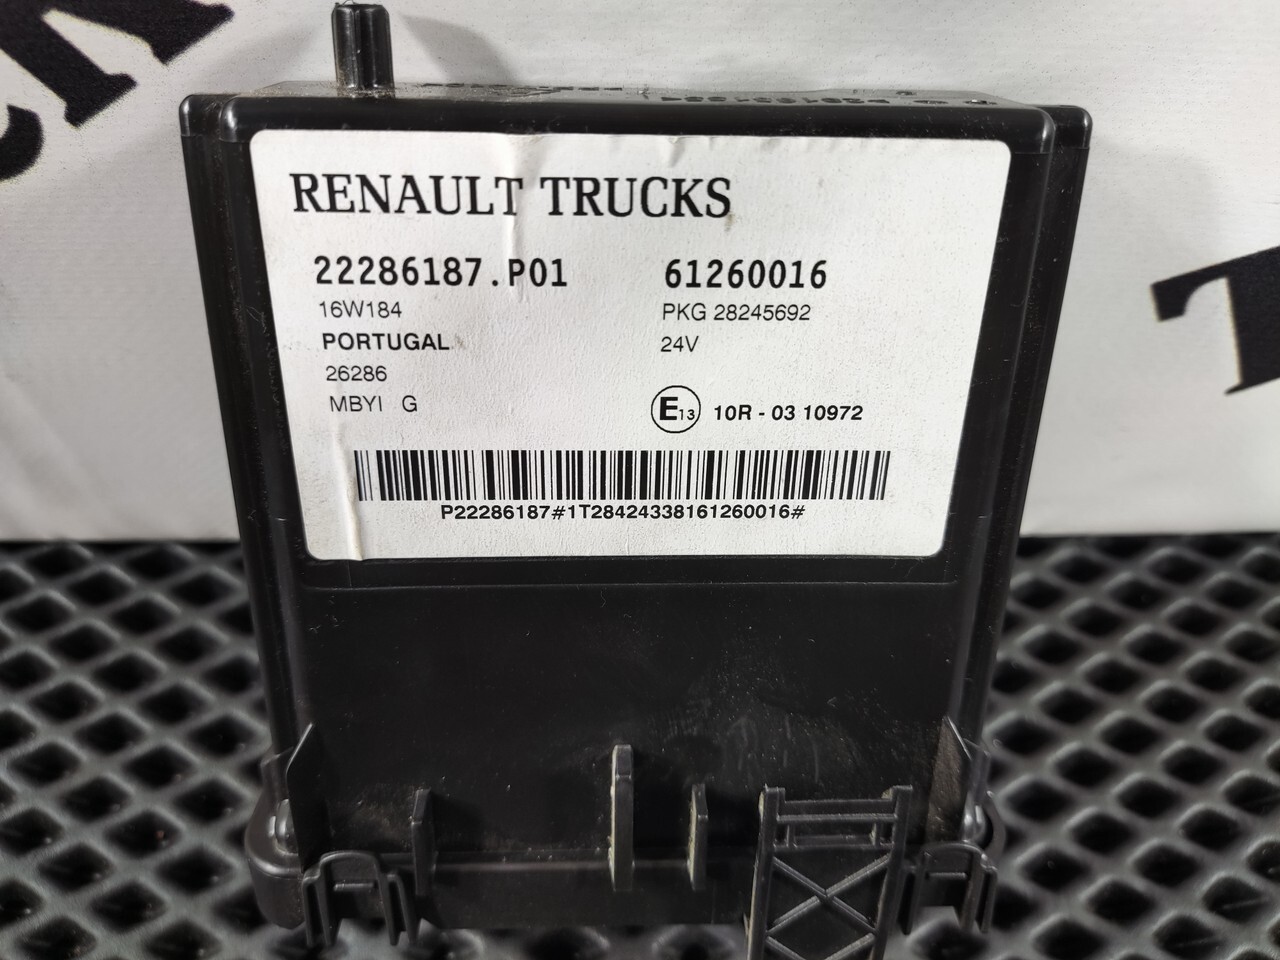 RENAULT TRUCKS
22286187.P01 61260016
16W184 PKG 28245692
PORTUGAL 24V
26286
MBYI G
E13 10R - 03 10972
P22286187#1T28424338161260016#